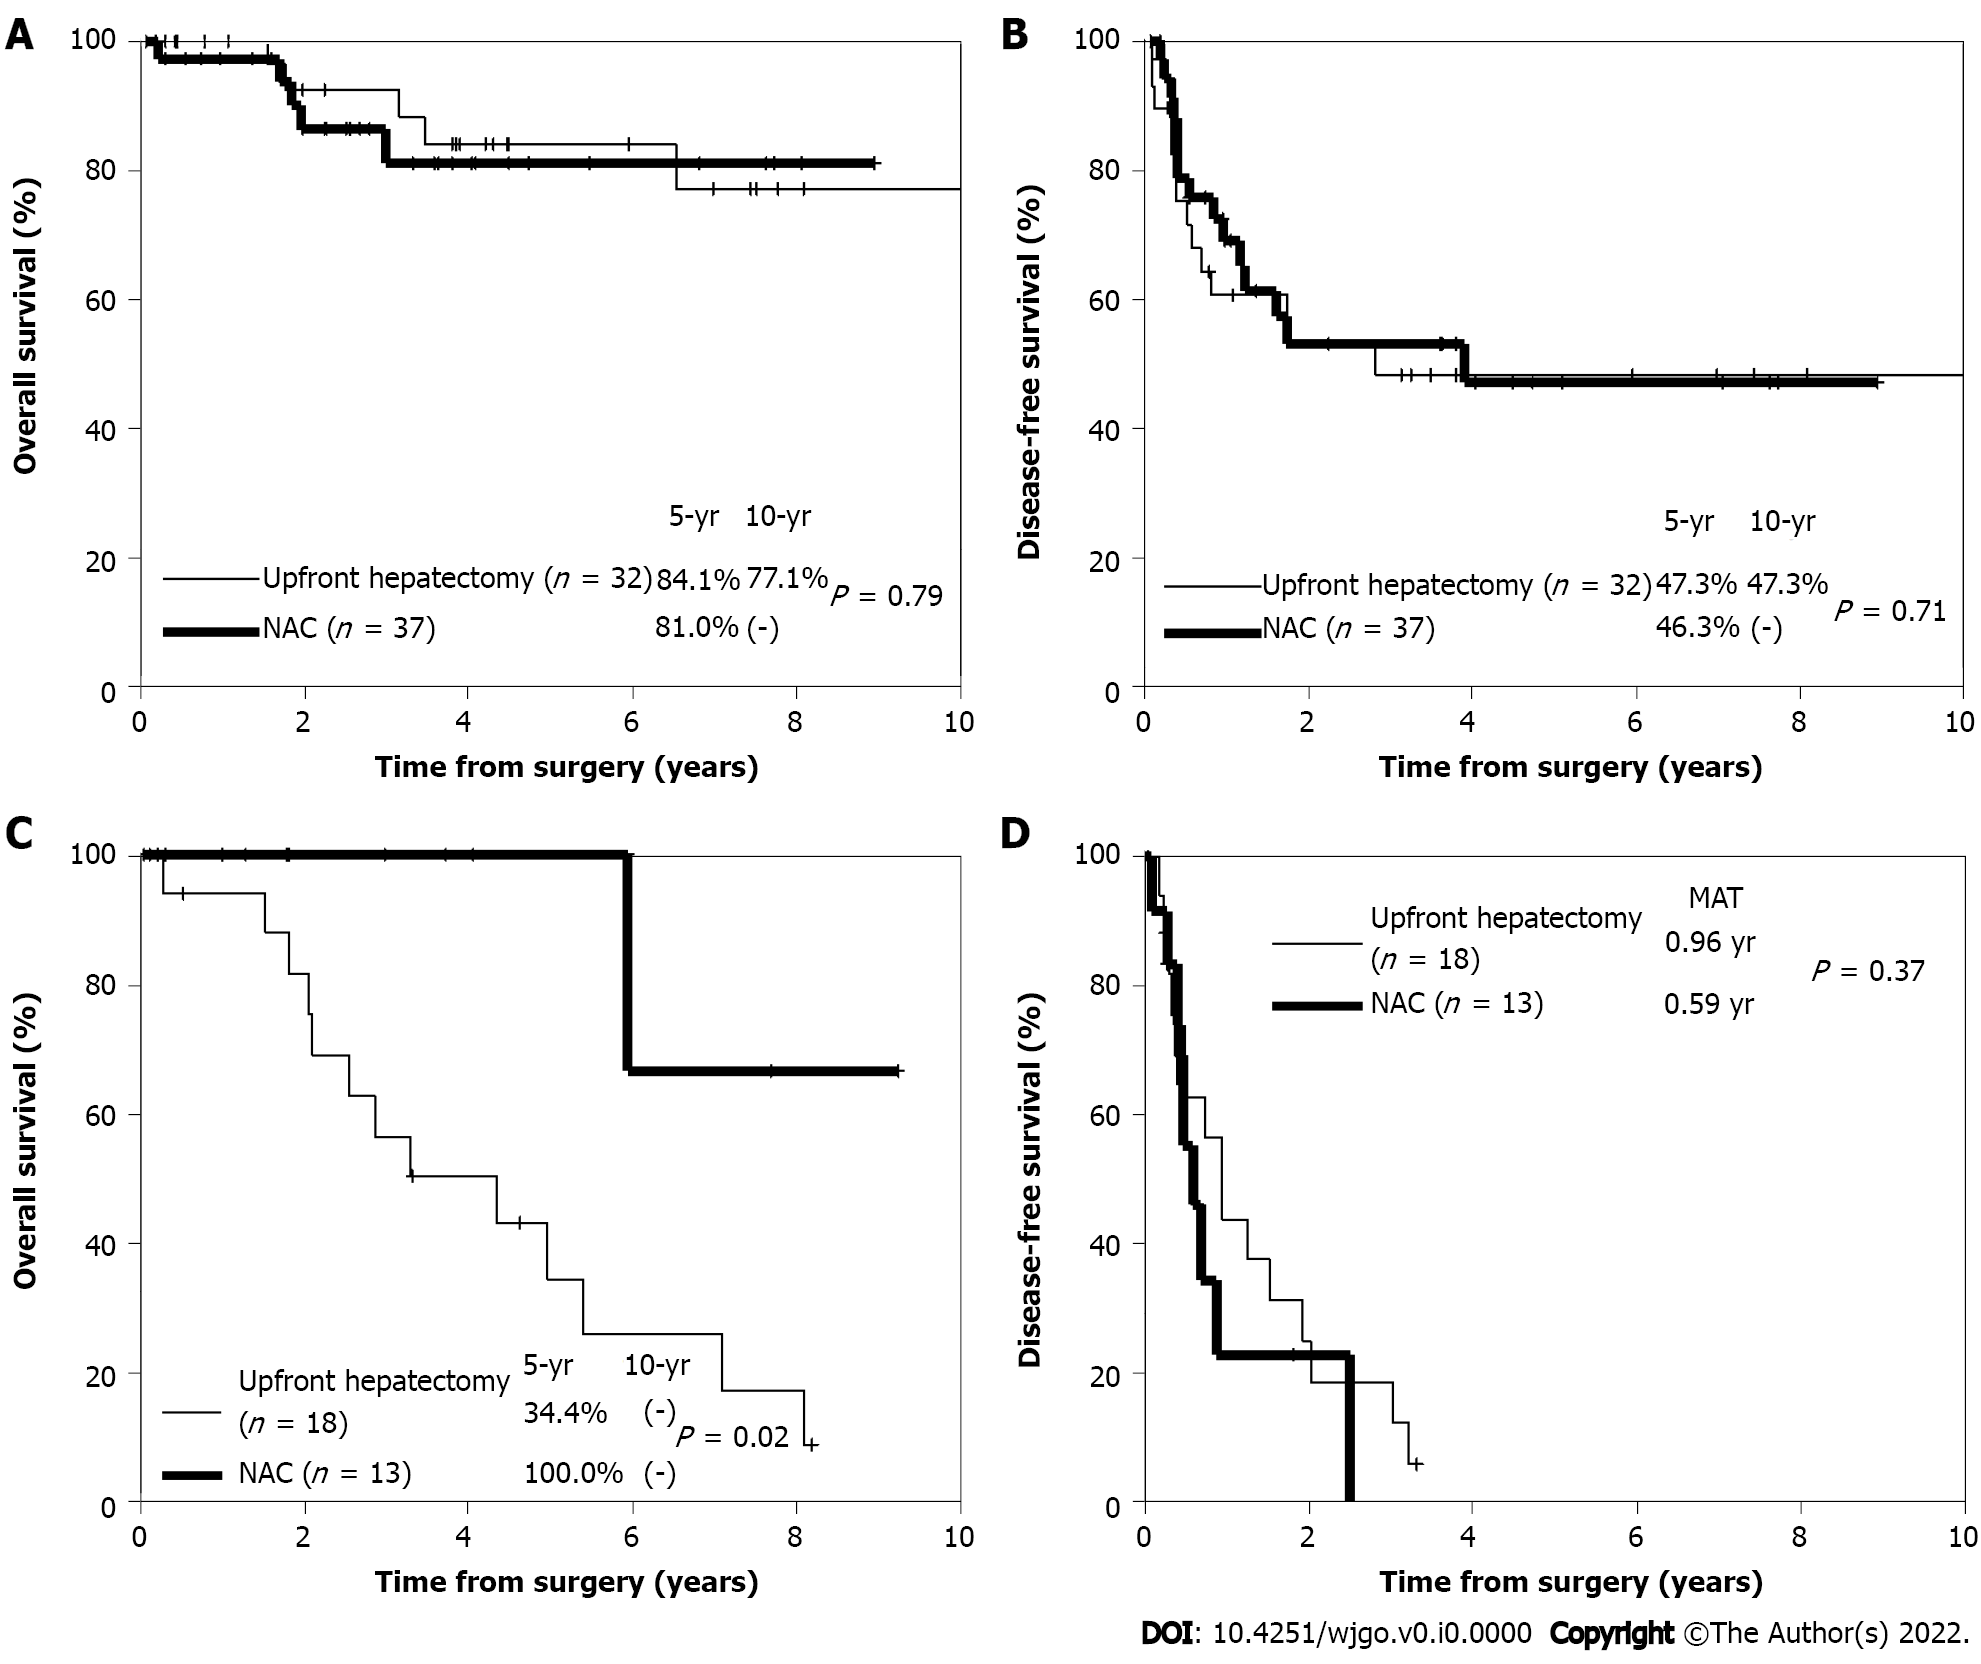 A
100
80
60
40
20
0
Overall survival (%)
5-yr 10-yr
Upfront hepatectomy (n = 32) 84.1% 77.1%
P = 0.79
NAC (n = 37) 81.0% (-)
0 2 4 6 8 10
Time from surgery (years)
B
100
80
60
40
20
0
Disease-free survival (%)
5-yr 10-yr
Upfront hepatectomy (n = 32) 47.3% 47.3%
P = 0.71
NAC (n = 37) 46.3% (-)
0 2 4 6 8 10
Time from surgery (years)
C
100
80
60
40
20
0
Overall survival (%)
5-yr 10-yr
Upfront hepatectomy
(n = 18) 34.4% (-)
P = 0.02
NAC (n = 13) 100.0% (-)
0 2 4 6 8 10
Time from surgery (years)
D
100
80
60
40
20
0
Disease-free survival (%)
MAT
Upfront hepatectomy
(n = 18) 0.96 yr
P = 0.37
NAC (n = 13) 0.59 yr
0 2 4 6 8 10
Time from surgery (years)
DOI: 10.4251/wjgo.v0.i0.0000 Copyright ©The Author(s) 2022.